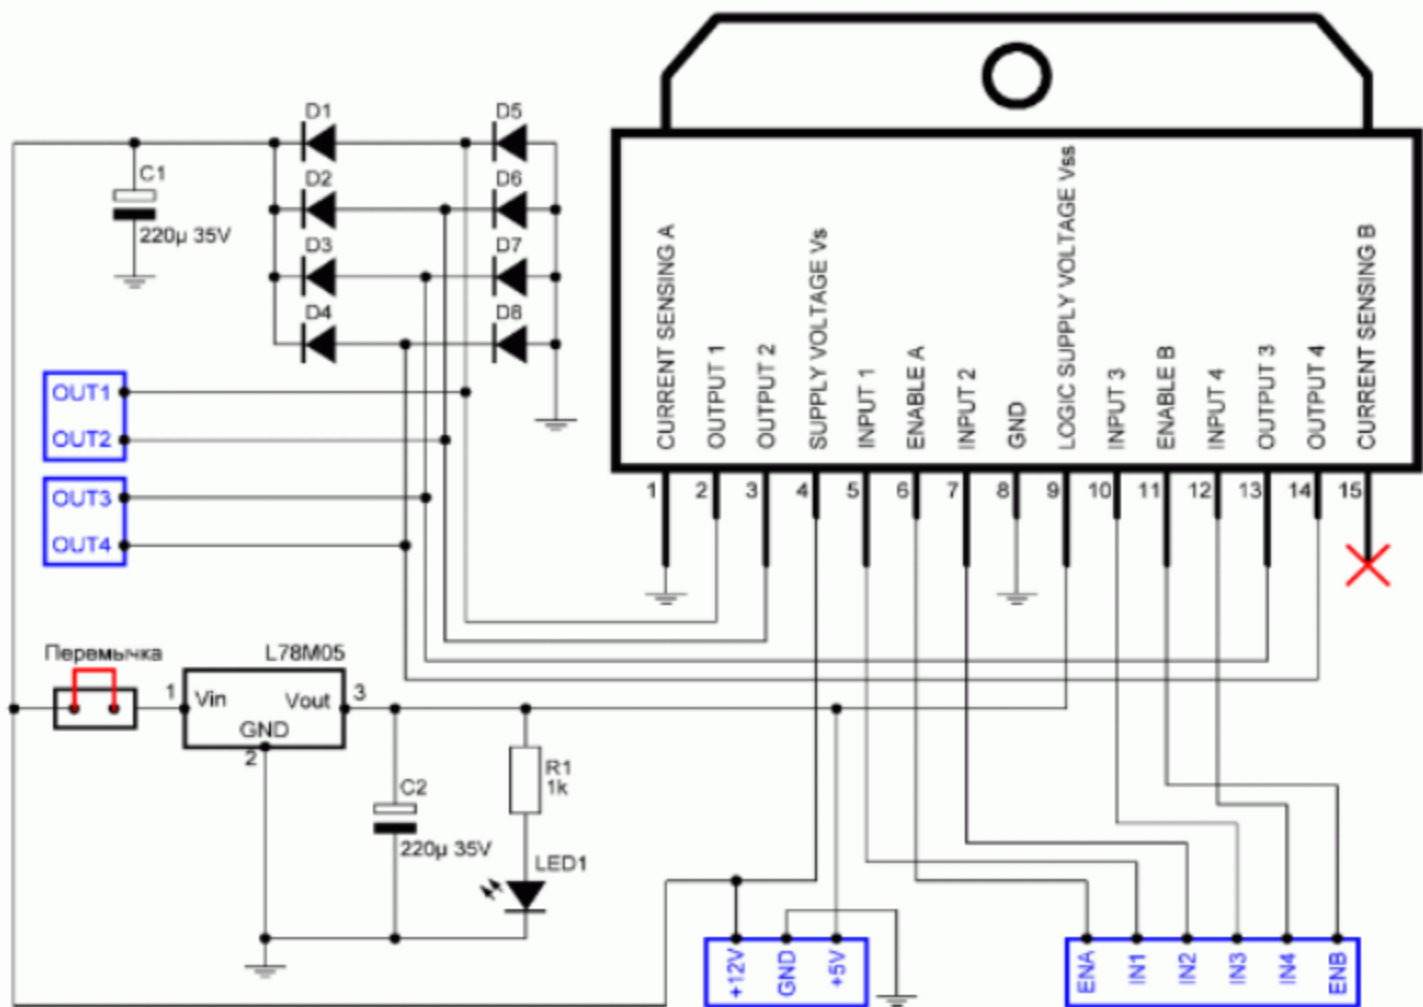 D1
D5
C1
220µ 35V
D2
D6
D3
D7
D4
D8
OUT1
OUT2
OUT3
OUT4
CURRENT SENSING A
OUTPUT 1
OUTPUT 2
SUPPLY VOLTAGE Vs
INPUT 1
ENABLE A
INPUT 2
GND
LOGIC SUPPLY VOLTAGE Vss
INPUT 3
ENABLE B
INPUT 4
OUTPUT 3
OUTPUT 4
CURRENT SENSING B
1 2 3 4 5 6 7 8 9 10 11 12 13 14 15
Перемычка
L78M05
1
Vin
Vout
3
GND
2
C2
220µ 35V
R1
1k
LED1
+12V
GND
+5V
ENA
IN1
IN2
IN3
IN4
ENB